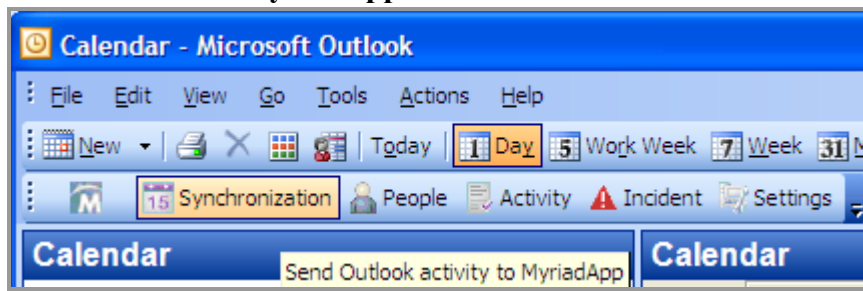 Calendar - Microsoft Outlook
File Edit View Go Tools Actions Help
New Today 1 Day 5 Work Week 7 Week 31 M
M 15 Synchronization People Activity Incident Settings
Calendar Calendar
Send Outlook activity to MyriadApp